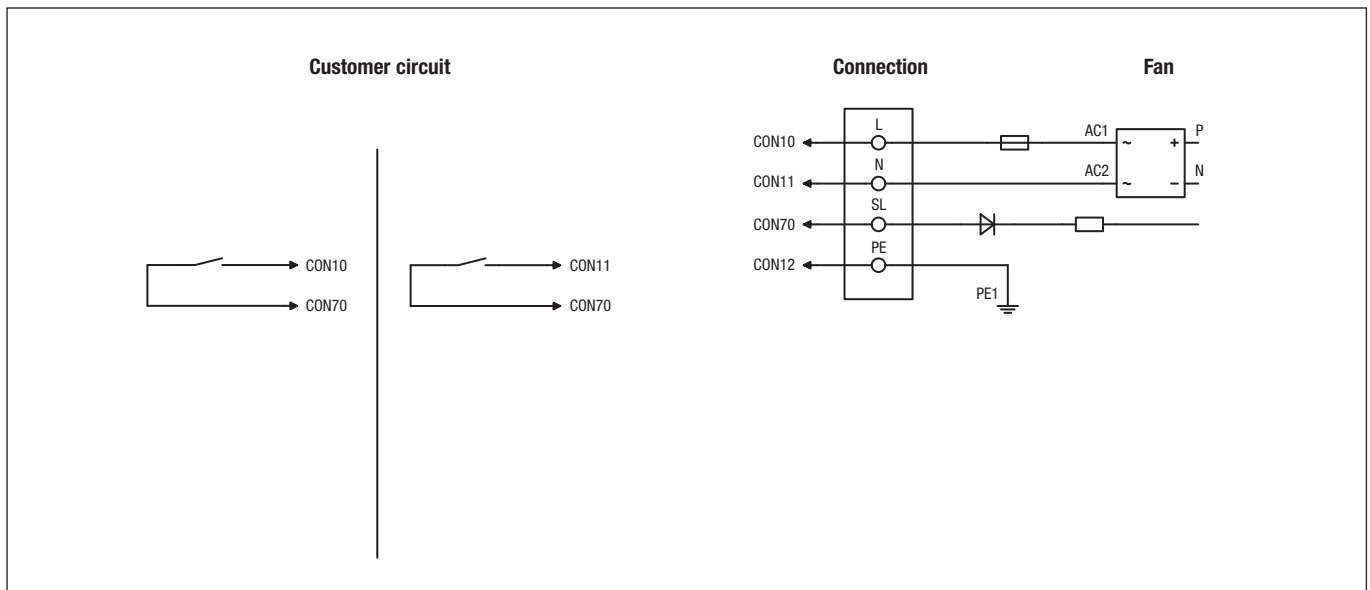 Customer circuit
Connection
Fan
CON10
CON70
CON11
CON70
CON10
CON11
CON70
CON12
L
N
SL
PE
PE1
AC1
AC2
~
~
+
−
P
N